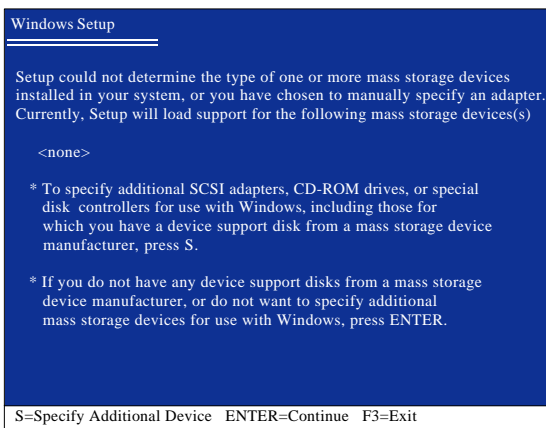 Windows Setup
Setup could not determine the type of one or more mass storage devices
installed in your system, or you have chosen to manually specify an adapter.
Currently, Setup will load support for the following mass storage devices(s)
<none>
* To specify additional SCSI adapters, CD-ROM drives, or special
disk controllers for use with Windows, including those for
which you have a device support disk from a mass storage device
manufacturer, press S.
* If you do not have any device support disks from a mass storage
device manufacturer, or do not want to specify additional
mass storage devices for use with Windows, press ENTER.
S=Specify Additional Device ENTER=Continue F3=Exit